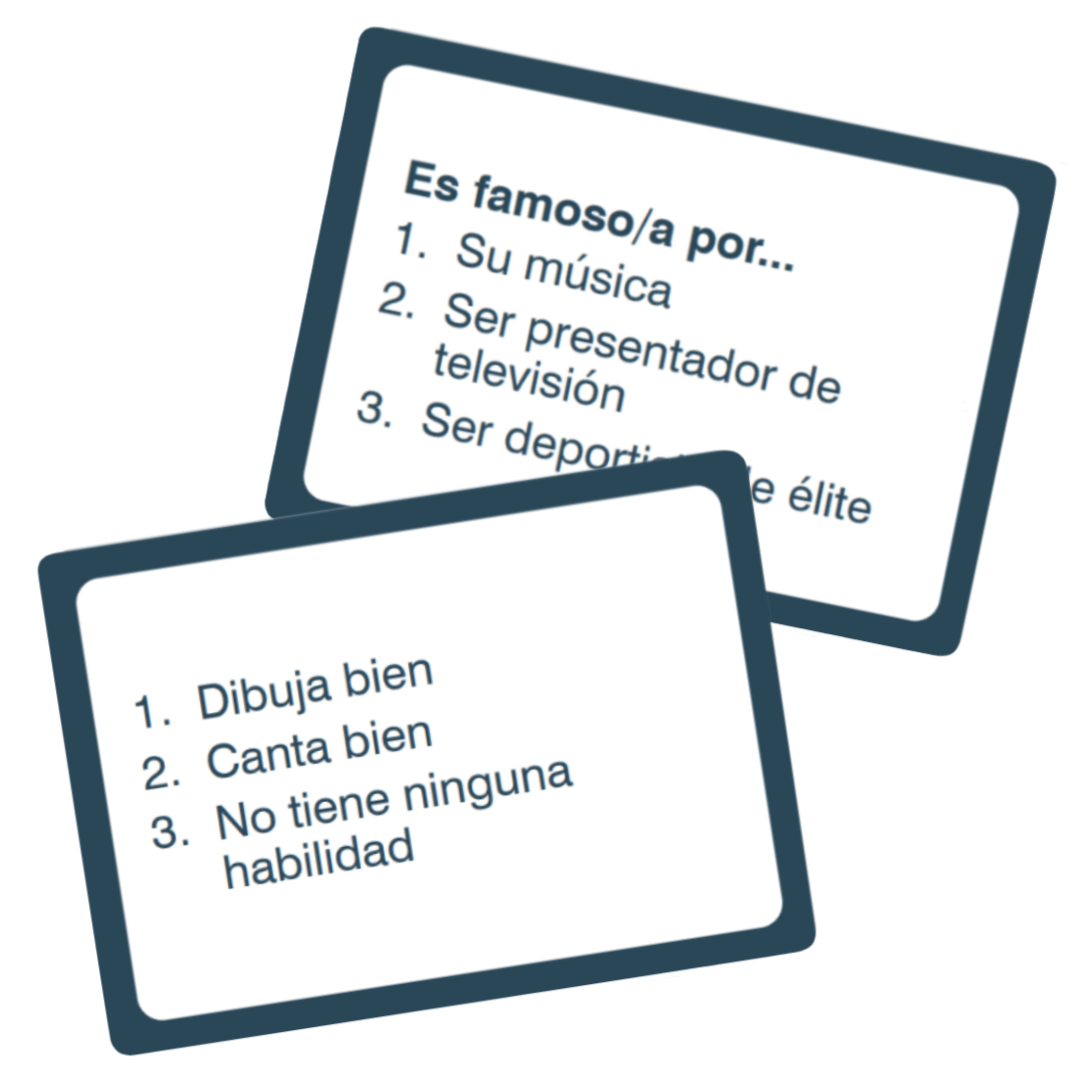 Es famoso/a por...
1. Su música
2. Ser presentador de
televisión
3. Ser élite
1. Dibuja bien
2. Canta bien
3. No tiene ninguna
habilidad